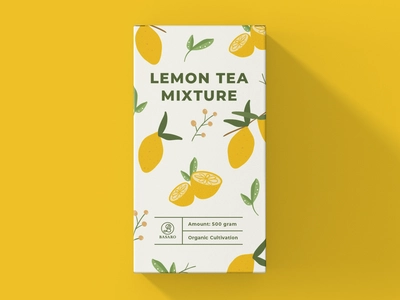 LEMON TEA
MIXTURE
Amount: 500 gram
BASARO
Organic Cultivation